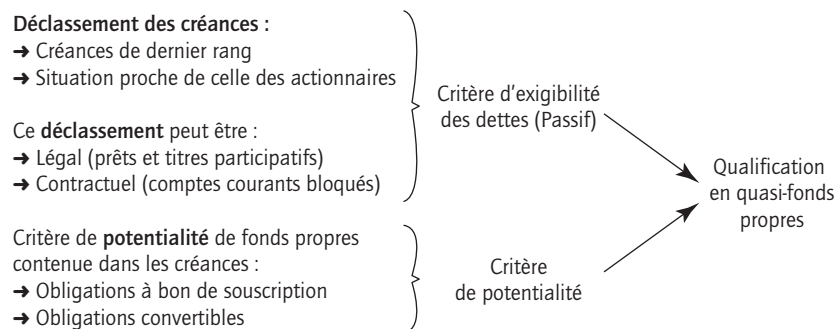 Déclassement des créances :
➜ Créances de dernier rang
➜ Situation proche de celle des actionnaires
Ce déclassement peut être :
➜ Légal (prêts et titres participatifs)
➜ Contractuel (comptes courants bloqués)
Critère d'exigibilité
des dettes (Passif)
Critère de potentialité de fonds propres
contenue dans les créances :
➜ Obligations à bon de souscription
➜ Obligations convertibles
Critère
de potentialité
Qualification
en quasi-fonds
propres